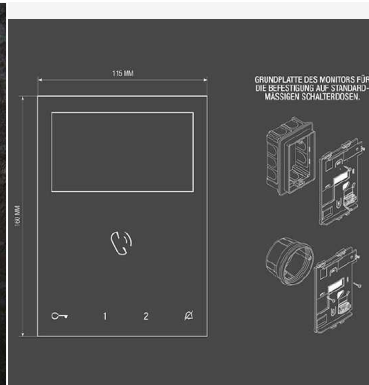 115 MM
GRUNDPLATTE DES MONITORS FÜR
DIE BEFESTIGUNG AUF STANDARD-
MÄSSIGEN SCHALTERDOSEN.
160 MM
1 2